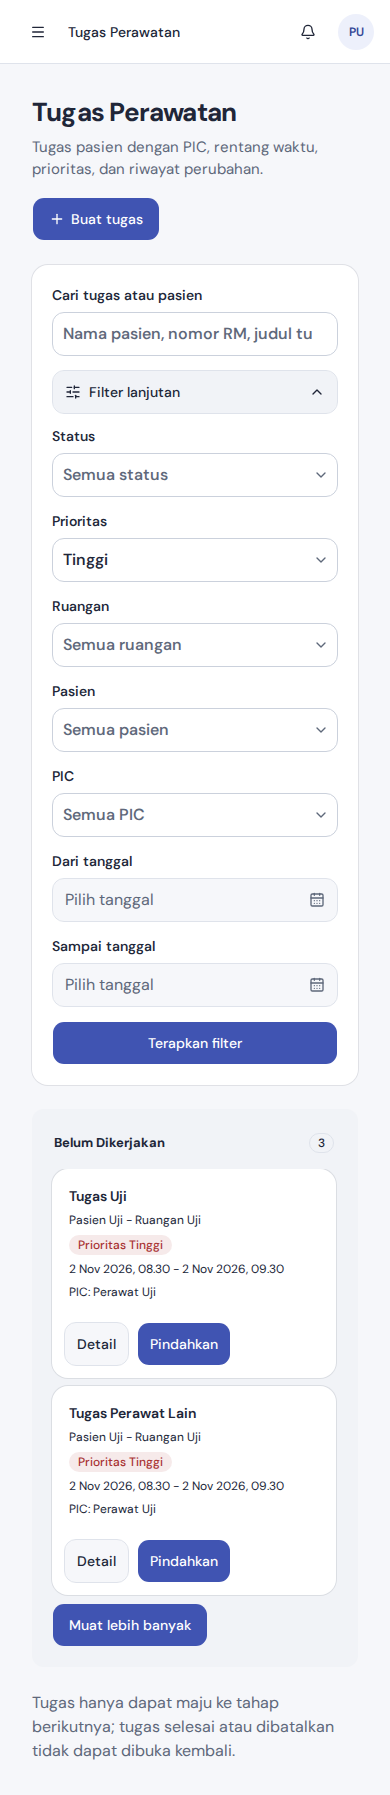 Tugas Perawatan
PU
Tugas Perawatan
Tugas pasien dengan PIC, rentang waktu,
prioritas, dan riwayat perubahan.
Buat tugas
Cari tugas atau pasien
Nama pasien, nomor RM, judul tu
Filter lanjutan
Status
Semua status
Prioritas
Tinggi
Ruangan
Semua ruangan
Pasien
Semua pasien
PIC
Semua PIC
Dari tanggal
Pilih tanggal
Sampai tanggal
Pilih tanggal
Terapkan filter
Belum Dikerjakan 3
Tugas Uji
Pasien Uji - Ruangan Uji
Prioritas Tinggi
2 Nov 2026, 08.30 - 2 Nov 2026, 09.30
PIC: Perawat Uji
Detail Pindahkan
Tugas Perawat Lain
Pasien Uji - Ruangan Uji
Prioritas Tinggi
2 Nov 2026, 08.30 - 2 Nov 2026, 09.30
PIC: Perawat Uji
Detail Pindahkan
Muat lebih banyak
Tugas hanya dapat maju ke tahap
berikutnya; tugas selesai atau dibatalkan
tidak dapat dibuka kembali.